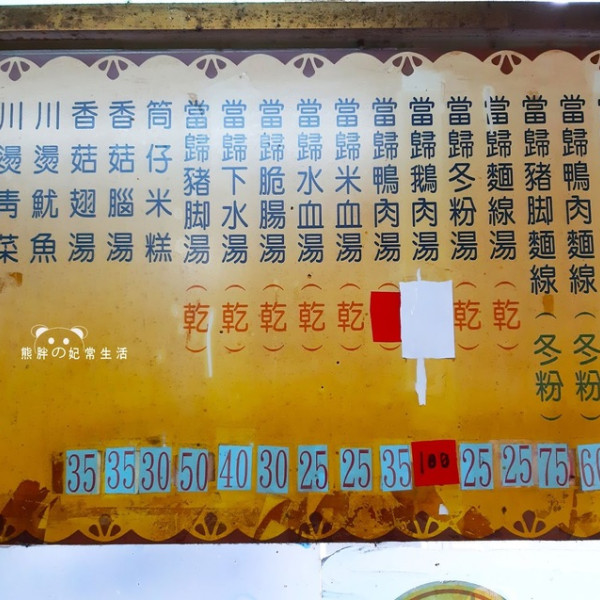 當歸鴨肉麵線（冬粉）
60
當歸豬脚麵線（冬粉）
75
當歸麵線湯（乾）
25
當歸冬粉湯（乾）
25
當歸鵝肉湯
100
當歸鴨肉湯
35
當歸米血湯（乾）
25
當歸水血湯（乾）
25
當歸脆腸湯（乾）
30
當歸下水湯（乾）
40
當歸豬脚湯（乾）
50
筒仔米糕
30
香菇腦湯
35
香菇翅湯
35
川燙魷魚
川燙青菜
熊胖の妃常生活